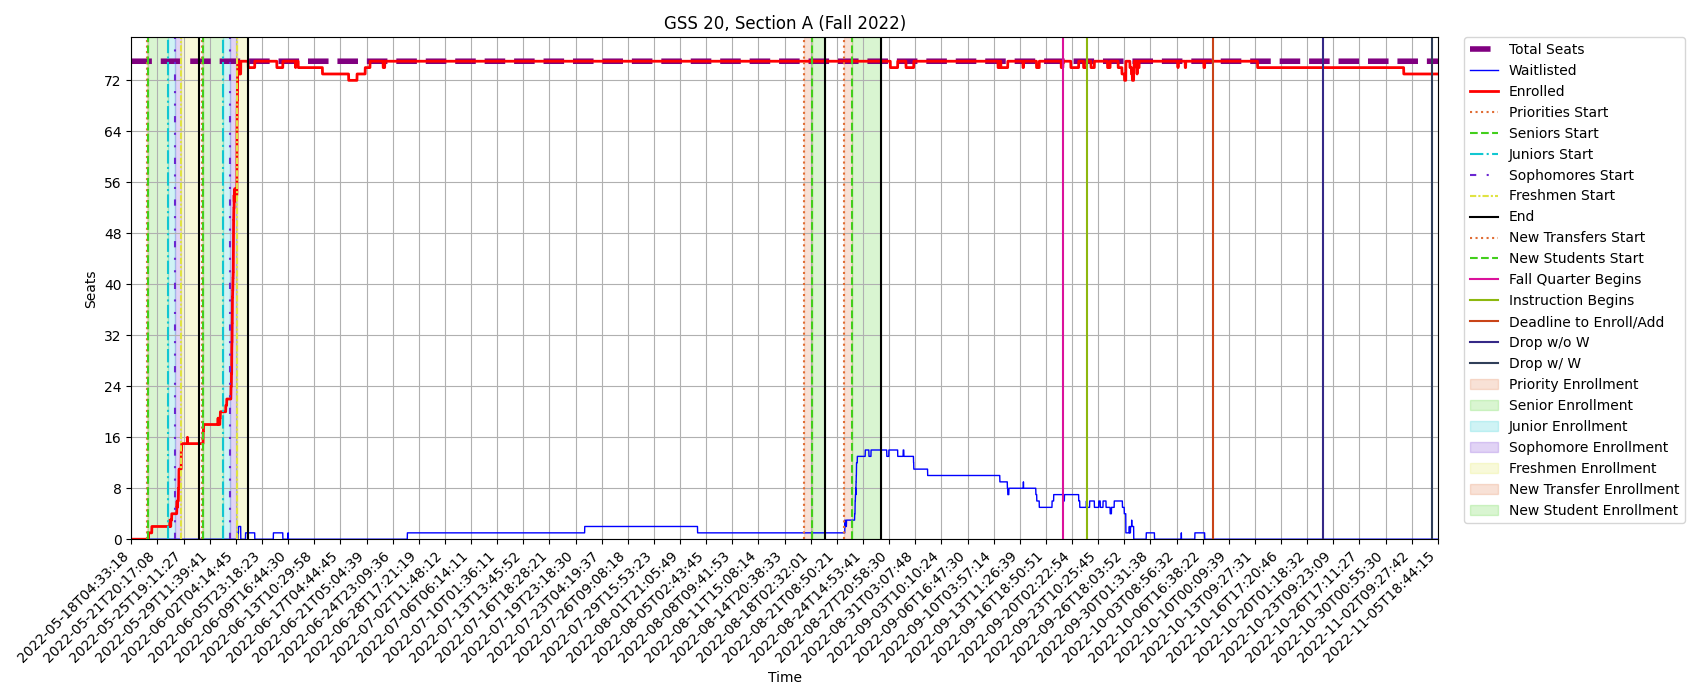 GSS 20, Section A (Fall 2022)
Seats
72
64
56
48
40
32
24
16
8
0
2022-05-18T04:33:18
2022-05-21T20:17:08
2022-05-25T19:11:27
2022-05-29T11:39:41
2022-06-02T04:14:45
2022-06-05T23:18:23
2022-06-09T16:44:30
2022-06-13T10:29:58
2022-06-17T04:44:45
2022-06-21T05:04:39
2022-06-24T23:09:36
2022-06-28T17:21:19
2022-07-02T11:48:12
2022-07-06T06:14:11
2022-07-10T01:36:11
2022-07-13T13:45:52
2022-07-16T18:28:21
2022-07-19T23:18:30
2022-07-23T04:19:37
2022-07-26T09:08:18
2022-07-29T15:53:23
2022-08-01T21:05:49
2022-08-05T02:43:45
2022-08-08T09:41:53
2022-08-11T15:08:14
2022-08-14T20:38:33
2022-08-18T02:32:01
2022-08-21T08:50:21
2022-08-24T14:53:41
2022-08-27T20:58:30
2022-08-31T03:07:48
2022-09-03T10:10:24
2022-09-06T16:47:30
2022-09-10T03:57:14
2022-09-13T11:26:39
2022-09-16T18:50:51
2022-09-20T02:22:54
2022-09-23T10:25:45
2022-09-26T18:03:52
2022-09-30T01:31:38
2022-10-03T08:56:32
2022-10-06T16:38:22
2022-10-10T00:09:39
2022-10-13T09:27:31
2022-10-16T17:20:46
2022-10-20T01:18:32
2022-10-23T09:23:09
2022-10-26T17:11:27
2022-10-30T00:55:30
2022-11-02T09:27:42
2022-11-05T18:44:15
Time
Total Seats
Waitlisted
Enrolled
Priorities Start
Seniors Start
Juniors Start
Sophomores Start
Freshmen Start
End
New Transfers Start
New Students Start
Fall Quarter Begins
Instruction Begins
Deadline to Enroll/Add
Drop w/o W
Drop w/ W
Priority Enrollment
Senior Enrollment
Junior Enrollment
Sophomore Enrollment
Freshmen Enrollment
New Transfer Enrollment
New Student Enrollment